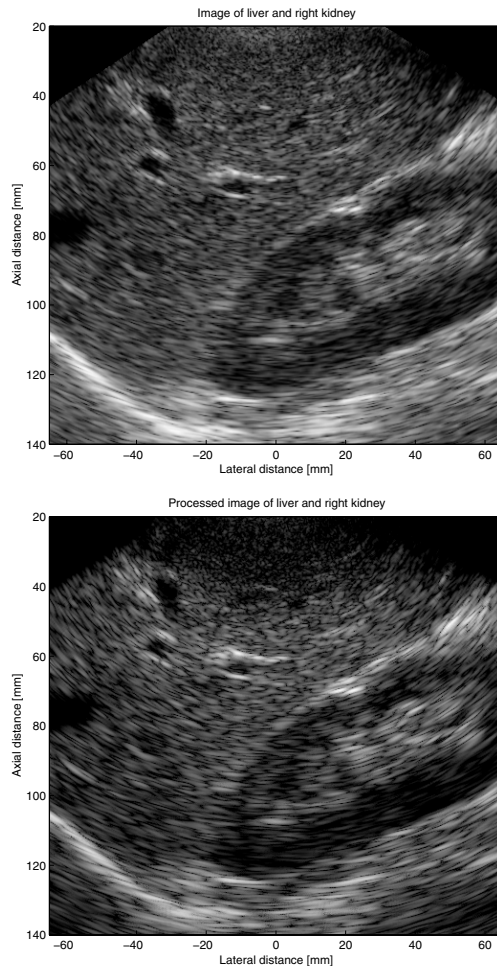 Image of liver and right kidney
20
40
60
80
100
120
140
Axial distance [mm]
−60 −40 −20 0 20 40 60
Lateral distance [mm]
Processed image of liver and right kidney
20
40
60
80
100
120
140
Axial distance [mm]
−60 −40 −20 0 20 40 60
Lateral distance [mm]